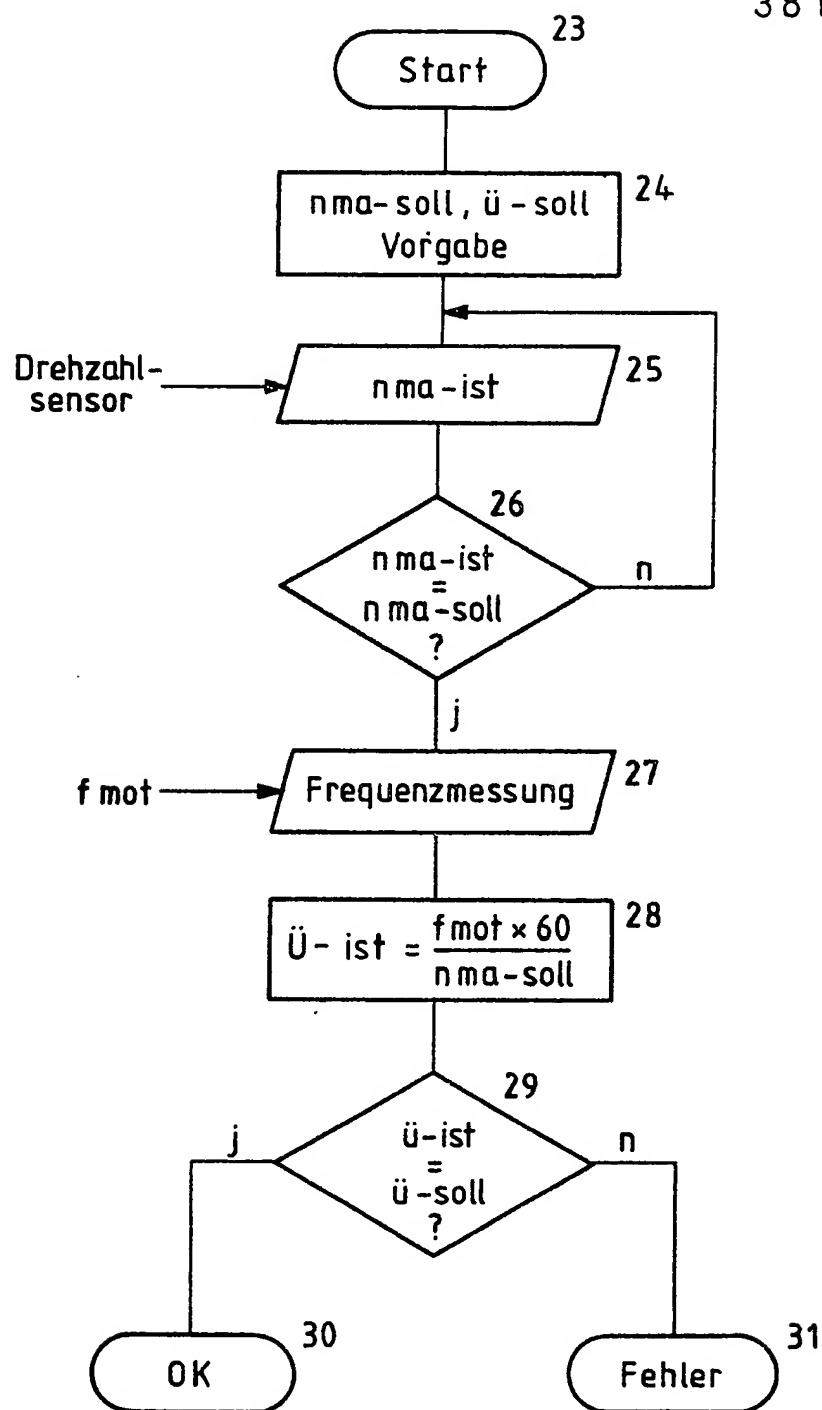 38
23
Start
24
nma-soll, ü-soll
Vorgabe
Drehzahl-
sensor
25
nma-ist
26
nma-ist
=
nma-soll
?
n
j
f mot
27
Frequenzmessung
28
Ü- ist = fmot × 60
nma-soll
29
ü-ist
=
ü-soll
?
j
n
30
OK
31
Fehler